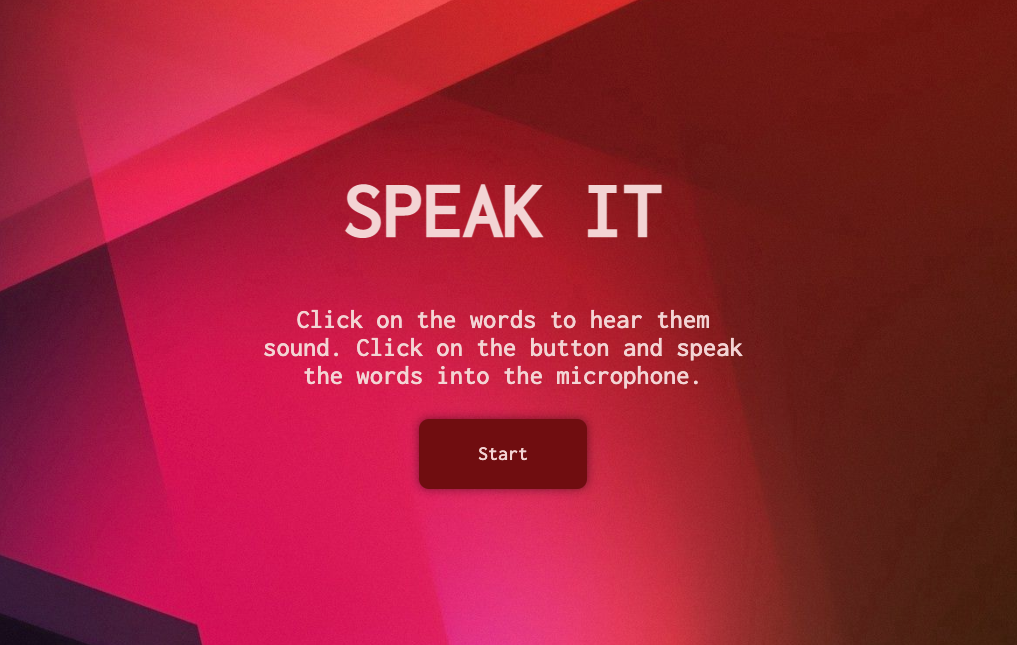 SPEAK IT
Click on the words to hear them
sound. Click on the button and speak
the words into the microphone.
Start